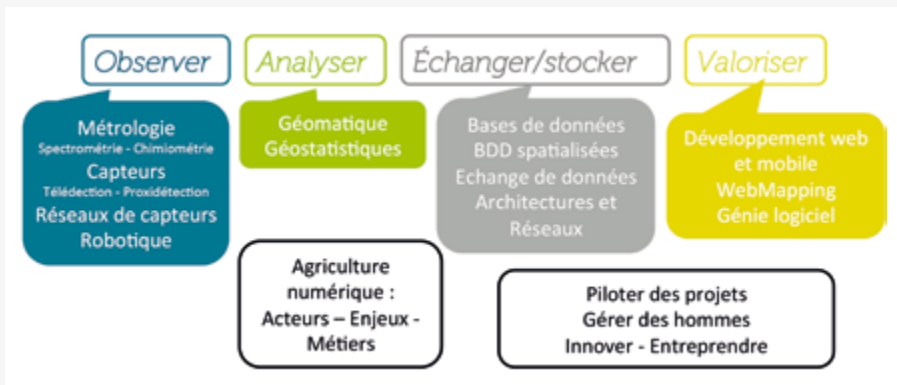 Observer
Analyser
Échanger/stocker
Valoriser
Métrologie
Spectrométrie - Chimiométrie
Capteurs
Télédection - Proxidétection
Réseaux de capteurs
Robotique
Géomatique
Géostatistiques
Bases de données
BDD spatialisées
Echange de données
Architectures et
Réseaux
Développement web
et mobile
WebMapping
Génie logiciel
Agriculture
numérique :
Acteurs – Enjeux -
Métiers
Piloter des projets
Gérer des hommes
Innover - Entreprendre